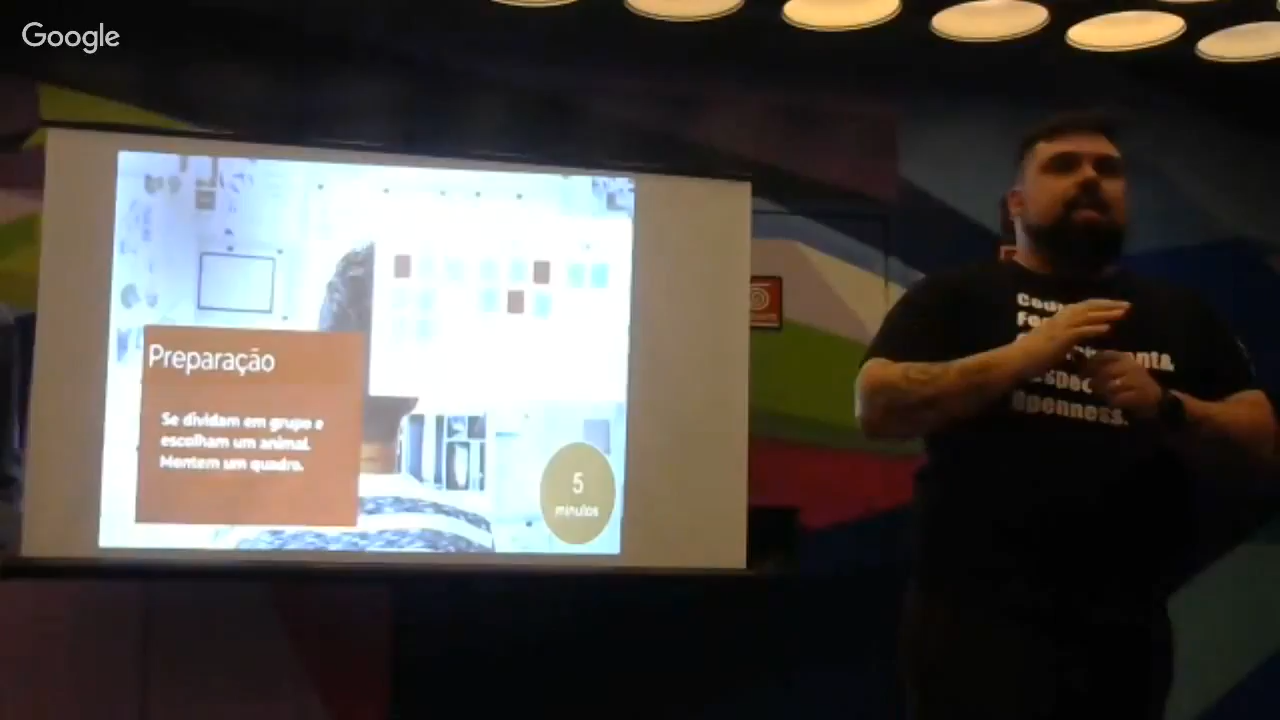 Google
Preparação
Se dividam em grupo e
escolham um animal.
Montem um quadro.
5
minutos
Openness.